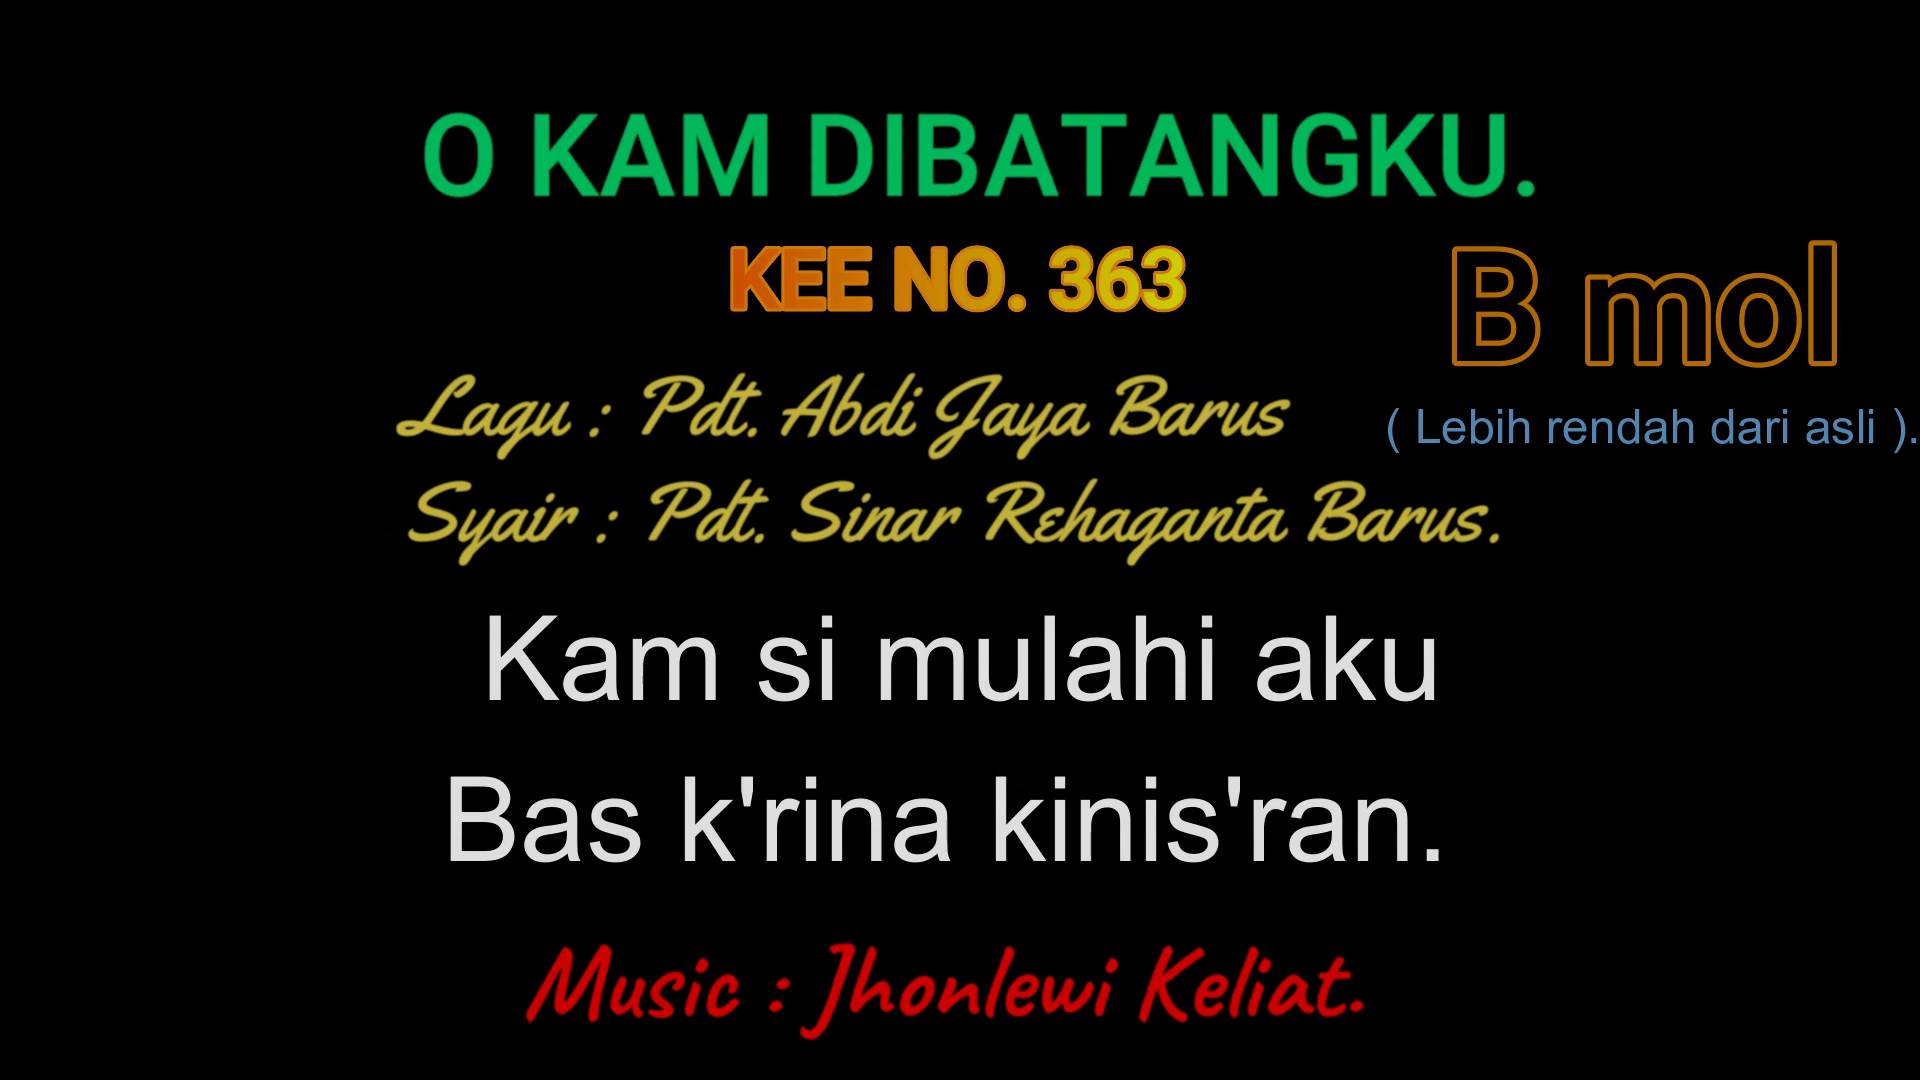 O KAM DIBATANGKU.
KEE NO. 363
B mol
( Lebih rendah dari asli ).
Lagu : Pdt. Abdi Jaya Barus
Syair : Pdt. Sinar Rehaganta Barus.
Kam si mulahi aku
Bas k'rina kinis'ran.
Music : Jhonlewi Keliat.